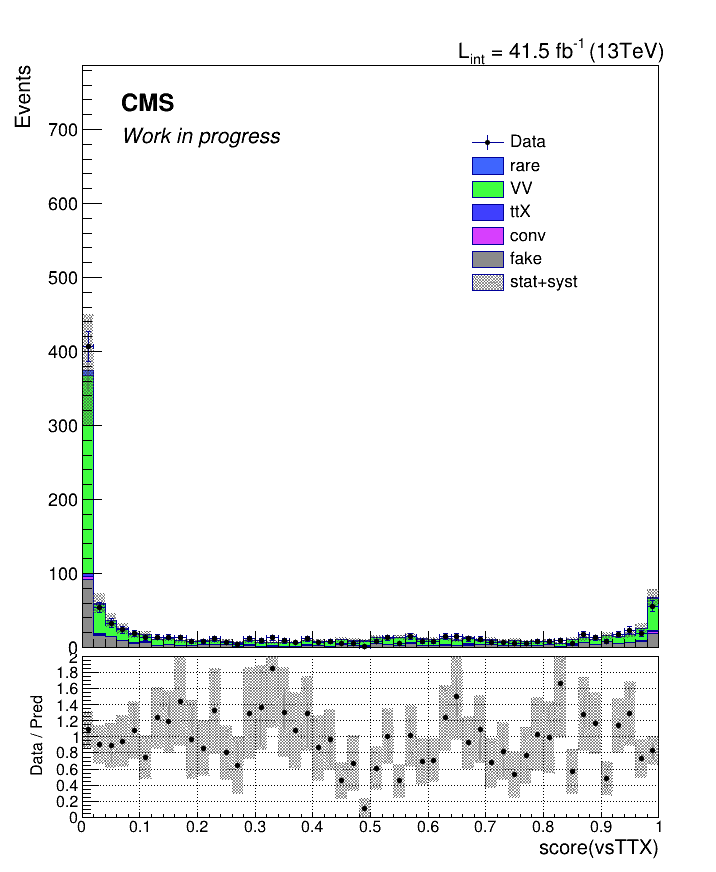 L_int = 41.5 fb^-1 (13TeV)
Events
CMS
Work in progress
700
600
500
400
300
200
100
0
Data
rare
VV
ttX
conv
fake
stat+syst
Data / Pred
2
1.8
1.6
1.4
1.2
1
0.8
0.6
0.4
0.2
0
0 0.1 0.2 0.3 0.4 0.5 0.6 0.7 0.8 0.9 1
score(vsTTX)